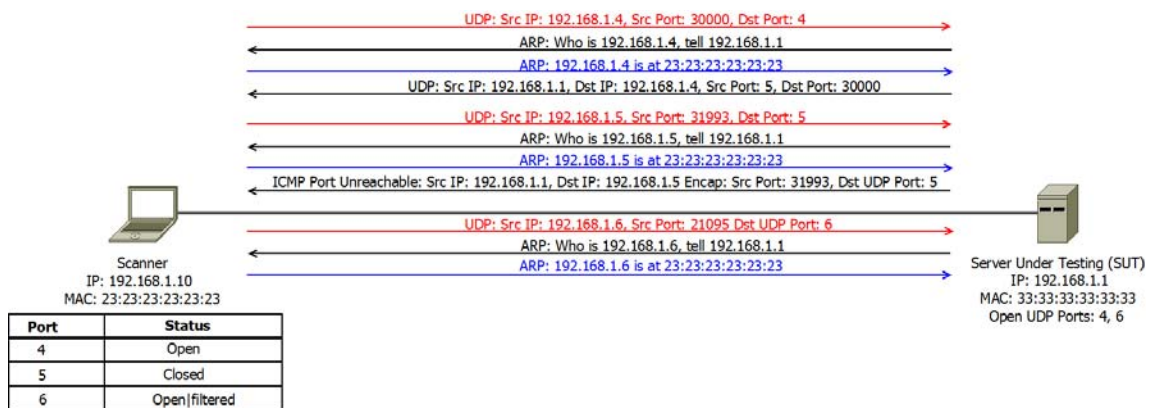 UDP: Src IP: 192.168.1.4, Src Port: 30000, Dst Port: 4
ARP: Who is 192.168.1.4, tell 192.168.1.1
ARP: 192.168.1.4 is at 23:23:23:23:23:23
UDP: Src IP: 192.168.1.1, Dst IP: 192.168.1.4, Src Port: 5, Dst Port: 30000
UDP: Src IP: 192.168.1.5, Src Port: 31993, Dst Port: 5
ARP: Who is 192.168.1.5, tell 192.168.1.1
ARP: 192.168.1.5 is at 23:23:23:23:23:23
ICMP Port Unreachable: Src IP: 192.168.1.1, Dst IP: 192.168.1.5 Encap: Src Port: 31993, Dst UDP Port: 5
UDP: Src IP: 192.168.1.6, Src Port: 21095 Dst UDP Port: 6
ARP: Who is 192.168.1.6, tell 192.168.1.1
ARP: 192.168.1.6 is at 23:23:23:23:23:23
Scanner
IP: 192.168.1.10
MAC: 23:23:23:23:23:23
Server Under Testing (SUT)
IP: 192.168.1.1
MAC: 33:33:33:33:33:33
Open UDP Ports: 4, 6
Port Status
4 Open
5 Closed
6 Open|filtered